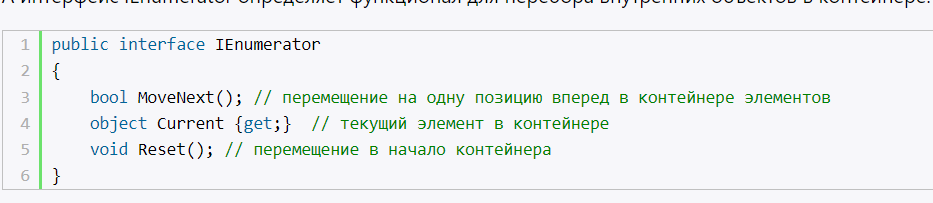 А интерфейс IEnumerator определяет функционал для перебора внутренних объектов в контейнере:
1 public interface IEnumerator
2 {
3 bool MoveNext(); // перемещение на одну позицию вперед в контейнере элементов
4 object Current {get;} // текущий элемент в контейнере
5 void Reset(); // перемещение в начало контейнера
6 }